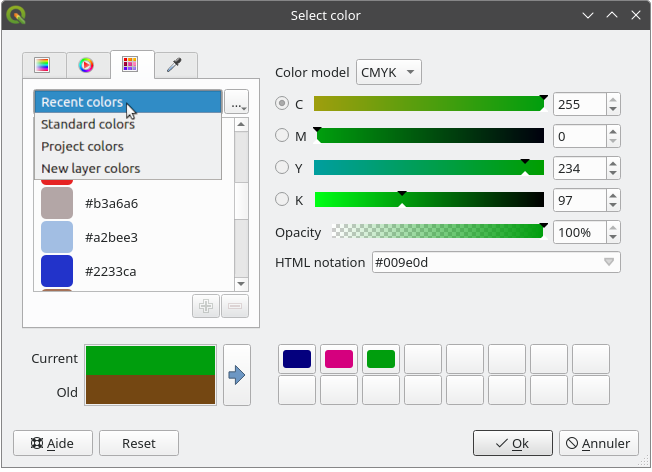 Select color
Color model CMYK
Recent colors
...
Standard colors
Project colors
New layer colors
#b3a6a6
#a2bee3
#2233ca
C 255
M 0
Y 234
K 97
Opacity 100%
HTML notation #009e0d
Current
Old
Aide
Reset
Ok
Annuler